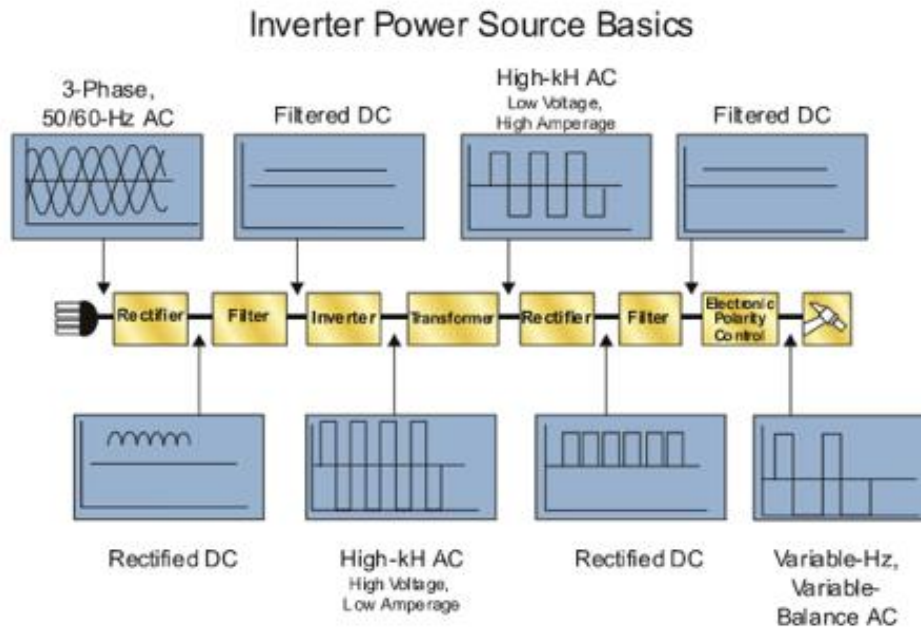 Inverter Power Source Basics
3-Phase,
50/60-Hz AC
Filtered DC
High-kH AC
Low Voltage,
High Amperage
Filtered DC
Rectifier
Filter
Inverter
Transformer
Rectifier
Filter
Electronic
Polarity
Control
Rectified DC
High-kH AC
High Voltage,
Low Amperage
Rectified DC
Variable-Hz,
Variable-
Balance AC